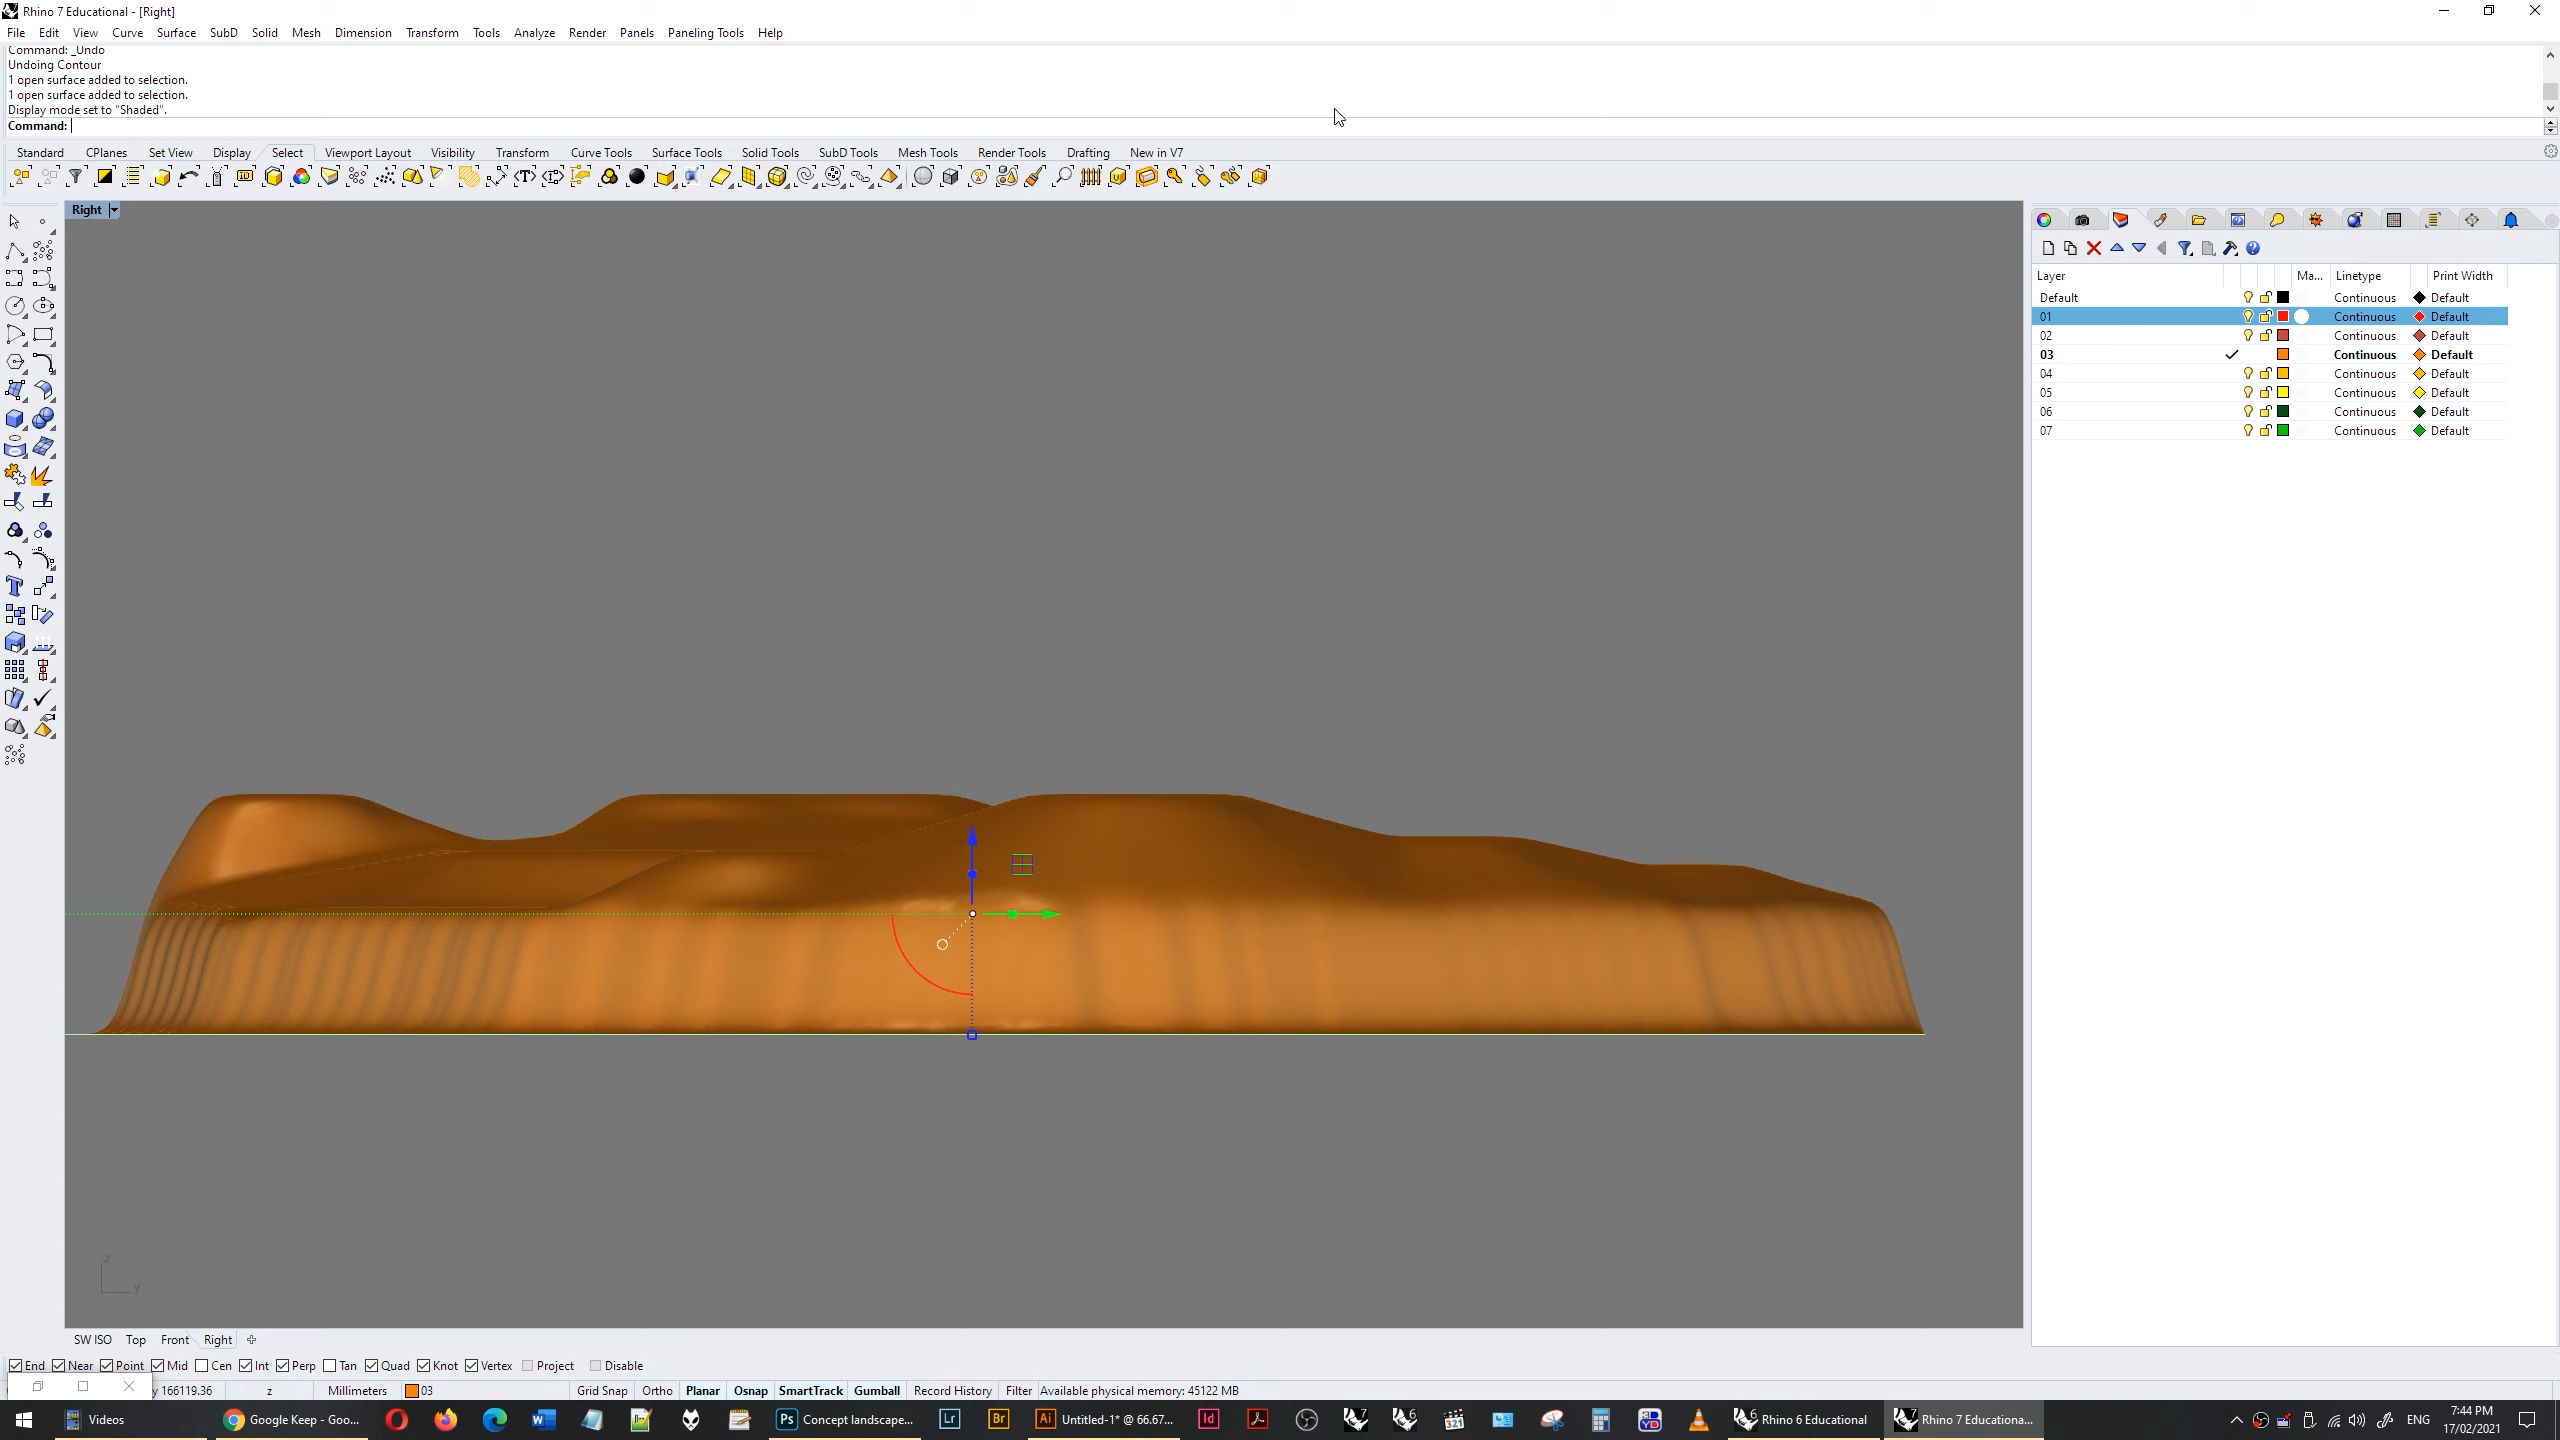 Rhino 7 Educational - [Right]
File Edit View Curve Surface SubD Solid Mesh Dimension Transform Tools Analyze Render Panels Paneling Tools Help
Command: _Undo
Undoing Contour
1 open surface added to selection.
1 open surface added to selection.
Display mode set to "Shaded".
Command:
Standard CPlanes Set View Display Select Viewport Layout Visibility Transform Curve Tools Surface Tools Solid Tools SubD Tools Mesh Tools Render Tools Drafting New in V7
Right
Layer Ma... Linetype Print Width
Default Continuous Default
01 Continuous Default
02 Continuous Default
03 Continuous Default
04 Continuous Default
05 Continuous Default
06 Continuous Default
07 Continuous Default
z
y
SW ISO Top Front Right
End Near Point Mid Cen Int Perp Tan Quad Knot Vertex Project Disable
y 166119.36 z Millimeters 03 Grid Snap Ortho Planar Osnap SmartTrack Gumball Record History Filter Available physical memory: 45122 MB
Videos Google Keep - Goo... Ps Concept landscape... Lr Br Ai Untitled-1* @ 66.67... Id Rhino 6 Educational Rhino 7 Educationa... ENG 7:44 PM
17/02/2021